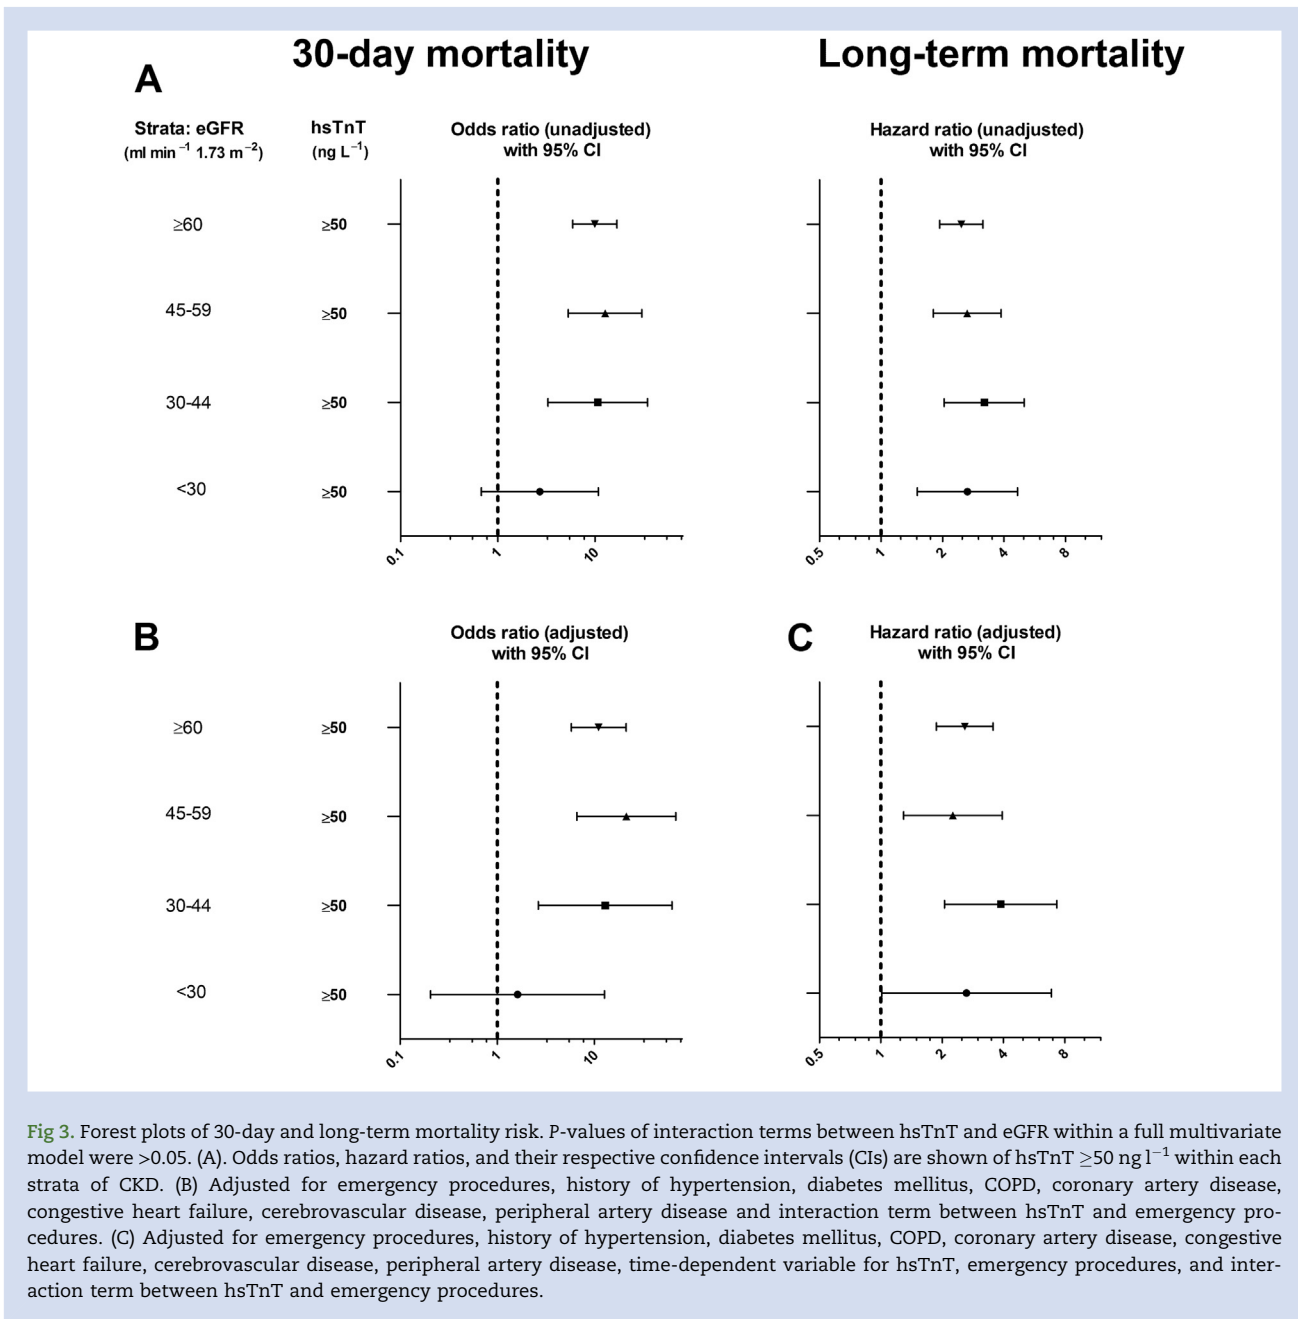 30-day mortality
Long-term mortality
A
Strata: eGFR
(ml min⁻¹ 1.73 m⁻²)
hsTnT
(ng L⁻¹)
Odds ratio (unadjusted)
with 95% CI
Hazard ratio (unadjusted)
with 95% CI
≥60 ≥50
45-59 ≥50
30-44 ≥50
<30 ≥50
0.1 1 10
0.5 1 2 4 8
B
Odds ratio (adjusted)
with 95% CI
C
Hazard ratio (adjusted)
with 95% CI
≥60 ≥50
45-59 ≥50
30-44 ≥50
<30 ≥50
0.1 1 10
0.5 1 2 4 8
Fig 3. Forest plots of 30-day and long-term mortality risk. P-values of interaction terms between hsTnT and eGFR within a full multivariate
model were >0.05. (A). Odds ratios, hazard ratios, and their respective confidence intervals (CIs) are shown of hsTnT ≥50 ng l⁻¹ within each
strata of CKD. (B) Adjusted for emergency procedures, history of hypertension, diabetes mellitus, COPD, coronary artery disease,
congestive heart failure, cerebrovascular disease, peripheral artery disease and interaction term between hsTnT and emergency pro-
cedures. (C) Adjusted for emergency procedures, history of hypertension, diabetes mellitus, COPD, coronary artery disease, congestive
heart failure, cerebrovascular disease, peripheral artery disease, time-dependent variable for hsTnT, emergency procedures, and inter-
action term between hsTnT and emergency procedures.